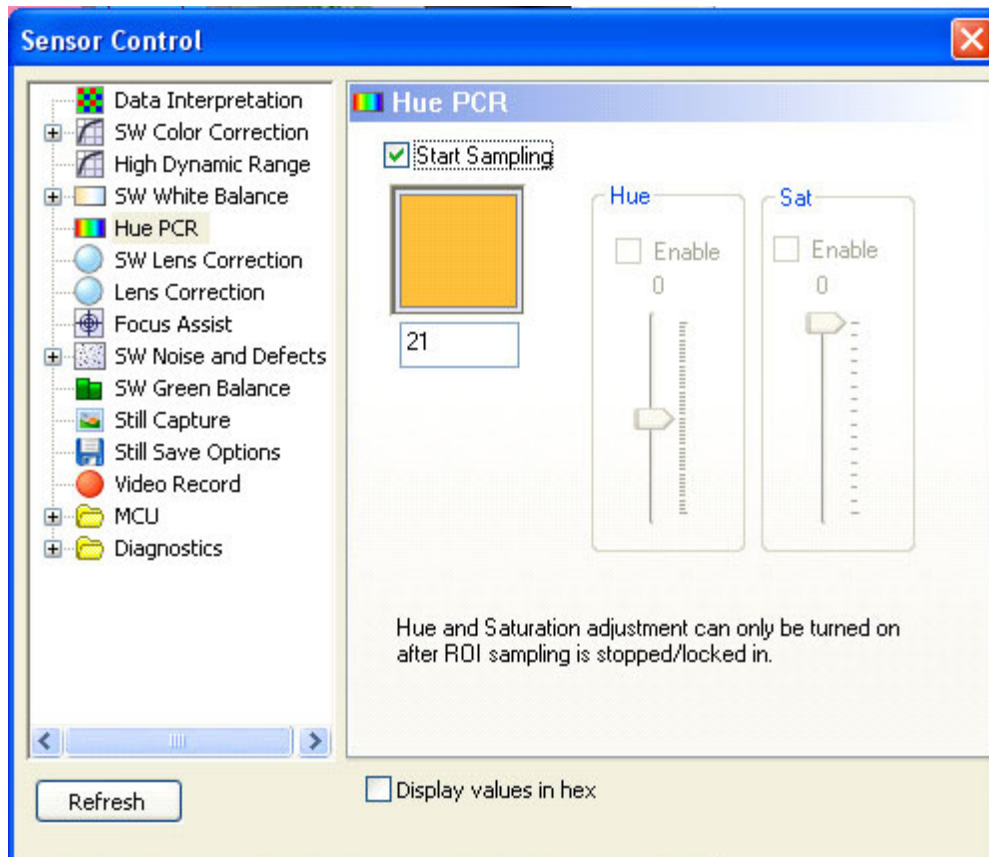 Sensor Control
Data Interpretation
SW Color Correction
High Dynamic Range
SW White Balance
Hue PCR
SW Lens Correction
Lens Correction
Focus Assist
SW Noise and Defects
SW Green Balance
Still Capture
Still Save Options
Video Record
MCU
Diagnostics
Refresh
Hue PCR
Start Sampling
21
Hue
Enable
0
Sat
Enable
0
Hue and Saturation adjustment can only be turned on
after ROI sampling is stopped/locked in.
Display values in hex